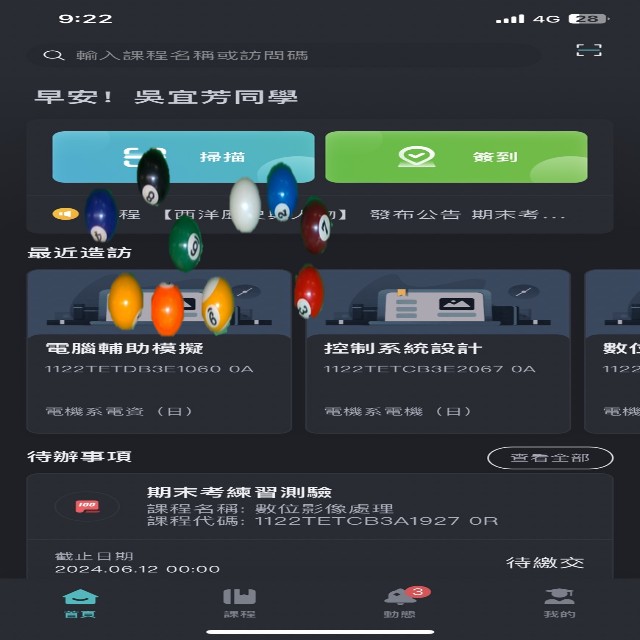 9:22
4G 28
輸入課程名稱或訪問碼
早安! 吳宜芳同學
掃描
簽到
程 【西洋 】 發布公告 期末考...
最近造訪
電腦輔助模擬
1122TETDB3E1060 0A
電機系電資 (日)
控制系統設計
1122TETCB3E2067 0A
電機系電機 (日)
數位
1122
電機
待辦事項
查看全部
100
期末考練習測驗
課程名稱: 數位影像處理
課程代碼: 1122TETCB3A1927 0R
截止日期
2024.06.12 00:00
待繳交
首頁
課程
3
動態
我的